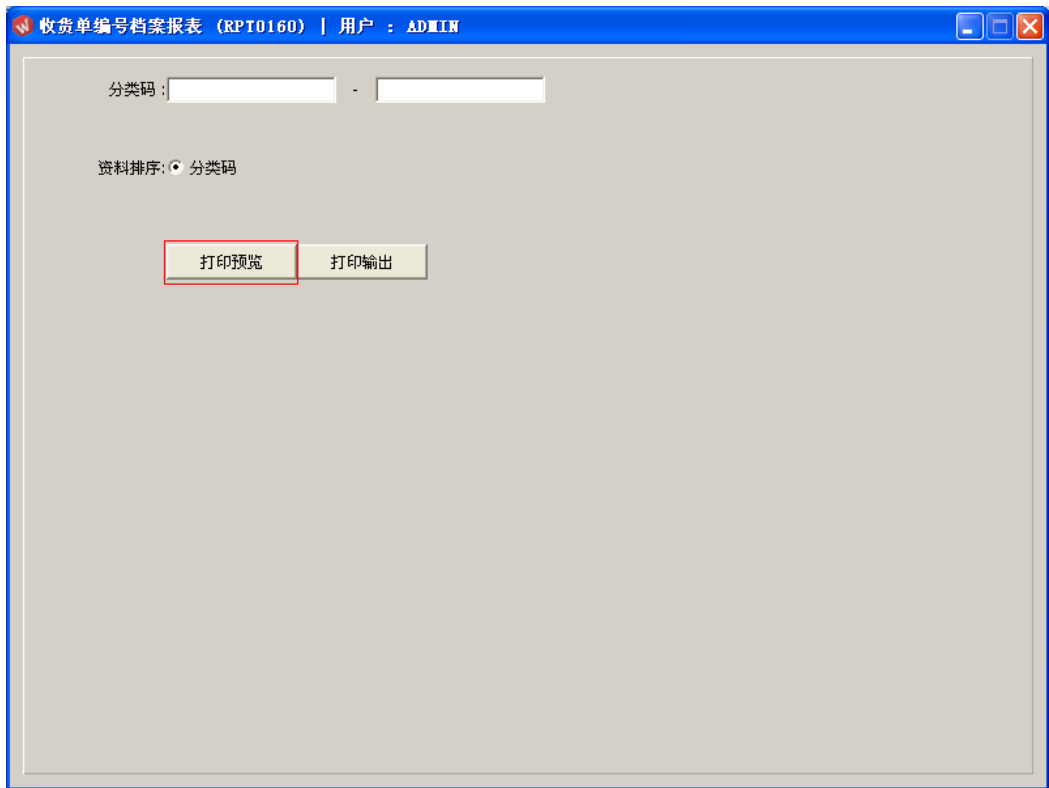 收货单编号档案报表 (RPT0160) | 用户 : ADMIN
分类码 : -
资料排序: 分类码
打印预览 打印输出